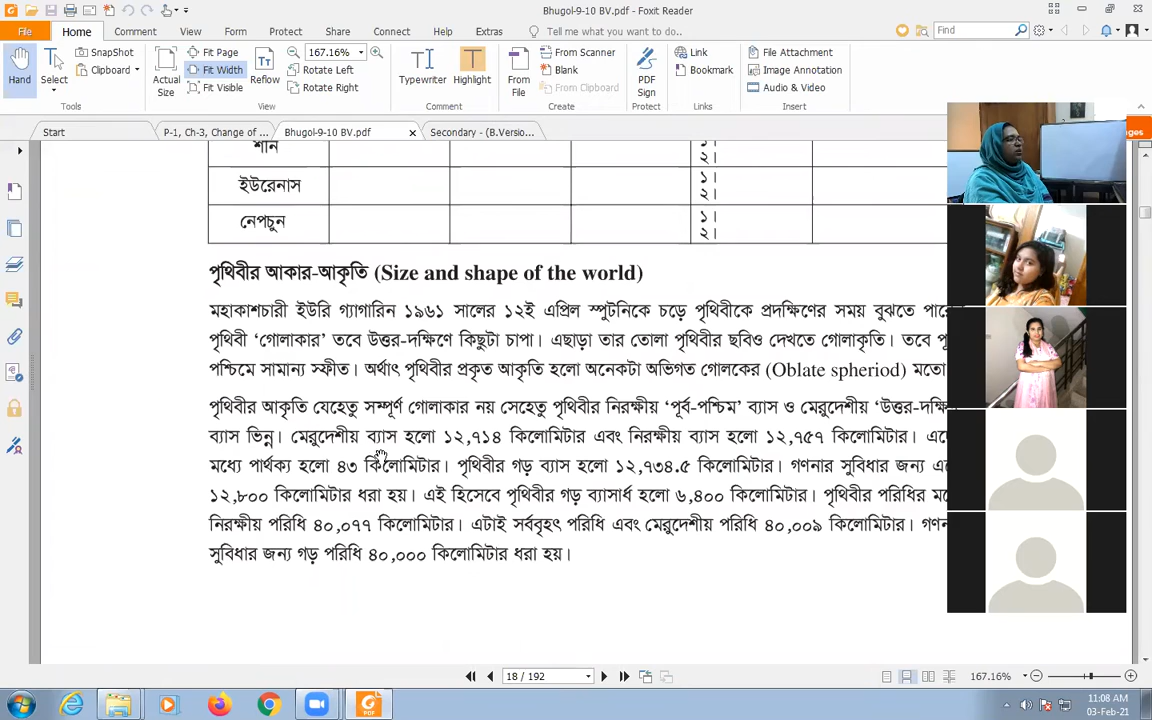 Bhugol-9-10 BV.pdf - Foxit Reader
File Home Comment View Form Protect Share Connect Help Extras Tell me what you want to do... Find
Hand
Select
SnapShot
Clipboard
Tools
Actual Size
Fit Page
Fit Width
Fit Visible
Reflow
167.16%
Rotate Left
Rotate Right
View
Typewriter
Highlight
Comment
From File
From Scanner
Blank
From Clipboard
Create
PDF Sign
Protect
Link
Bookmark
Links
File Attachment
Image Annotation
Audio & Video
Insert
Start P-1, Ch-3, Change of ... Bhugol-9-10 BV.pdf Secondary - (B.Versio...
শনি ১। ২।
ইউরেনাস ১। ২।
নেপচুন ১। ২।
পৃথিবীর আকার-আকৃতি (Size and shape of the world)
মহাকাশচারী ইউরি গ্যাগারিন ১৯৬১ সালের ১২ই এপ্রিল স্পুটনিকে চড়ে পৃথিবীকে প্রদক্ষিণের সময় বুঝতে
পৃথিবী ‘গোলাকার’ তবে উত্তর-দক্ষিণে কিছুটা চাপা। এছাড়া তার তোলা পৃথিবীর ছবিও দেখতে গোলাকৃতি। তবে
পশ্চিমে সামান্য স্ফীত। অর্থাৎ পৃথিবীর প্রকৃত আকৃতি হলো অনেকটা অভিগত গোলকের (Oblate spheriod) মতো
পৃথিবীর আকৃতি যেহেতু সম্পূর্ণ গোলাকার নয় সেহেতু পৃথিবীর নিরক্ষীয় ‘পূর্ব-পশ্চিম’ ব্যাস ও মেরুদেশীয়
ব্যাস ভিন্ন। মেরুদেশীয় ব্যাস হলো ১২,৭১৪ কিলোমিটার এবং নিরক্ষীয় ব্যাস হলো ১২,৭৫৭ কিলোমিটার।
মধ্যে পার্থক্য হলো ৪৩ কিলোমিটার। পৃথিবীর গড় ব্যাস হলো ১২,৭৩৪.৫ কিলোমিটার। গণনার সুবিধার জন্য
১২,৮০০ কিলোমিটার ধরা হয়। এই হিসেবে পৃথিবীর গড় ব্যাসার্ধ হলো ৬,৪০০ কিলোমিটার। পৃথিবীর পরিধির
নিরক্ষীয় পরিধি ৪০,০৭৭ কিলোমিটার। এটাই সর্ববৃহৎ পরিধি এবং মেরুদেশীয় পরিধি ৪০,০০৯ কিলোমিটার।
সুবিধার জন্য গড় পরিধি ৪০,০০০ কিলোমিটার ধরা হয়।
18 / 192 167.16%
11:08 AM
03-Feb-21